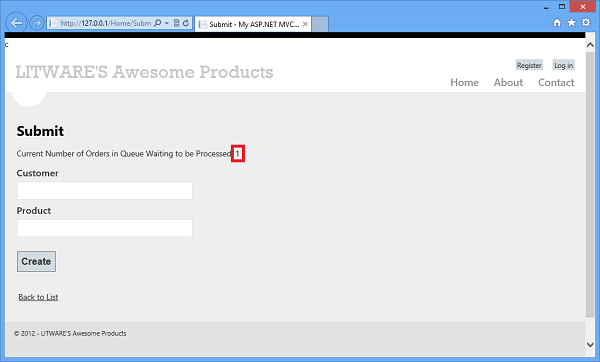 http://127.0.0.1/Home/Subm
Submit - My ASP.NET MVC...
c
Register Log in
LITWARE'S Awesome Products
Home About Contact
Submit
Current Number of Orders in Queue Waiting to be Processed: 1
Customer
Product
Create
Back to List
© 2012 - LITWARE'S Awesome Products